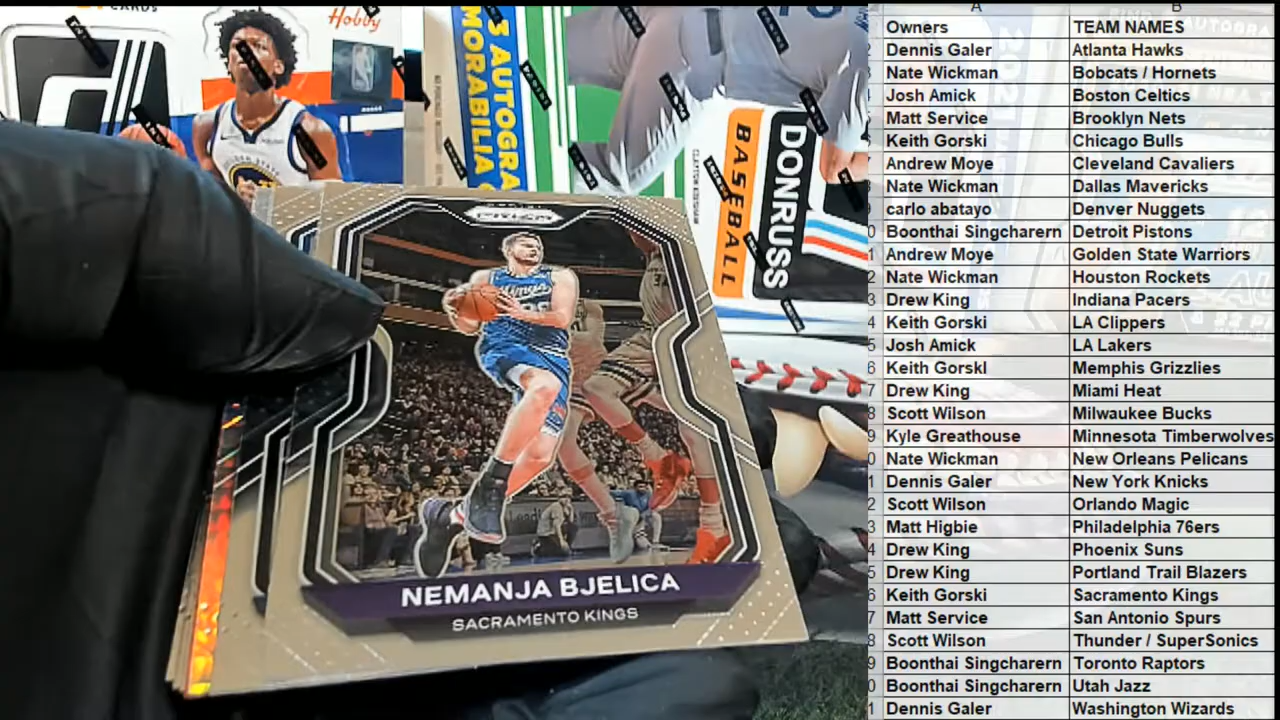 Hobby
3 AUTOGRA
MORABILIA
DONRUSS
BASEBALL
PRIZM
Kings
34
NEMANJA BJELICA
SACRAMENTO KINGS
A B
Owners TEAM NAMES
Dennis Galer Atlanta Hawks
Nate Wickman Bobcats / Hornets
Josh Amick Boston Celtics
Matt Service Brooklyn Nets
Keith Gorski Chicago Bulls
Andrew Moye Cleveland Cavaliers
Nate Wickman Dallas Mavericks
carlo abatayo Denver Nuggets
Boonthai Singcharern Detroit Pistons
Andrew Moye Golden State Warriors
Nate Wickman Houston Rockets
Drew King Indiana Pacers
Keith Gorski LA Clippers
Josh Amick LA Lakers
Keith Gorskl Memphis Grizzlies
Drew King Miami Heat
Scott Wilson Milwaukee Bucks
Kyle Greathouse Minnesota Timberwolves
Nate Wickman New Orleans Pelicans
Dennis Galer New York Knicks
Scott Wilson Orlando Magic
Matt Higbie Philadelphia 76ers
Drew King Phoenix Suns
Drew King Portland Trail Blazers
Keith Gorski Sacramento Kings
Matt Service San Antonio Spurs
Scott Wilson Thunder / SuperSonics
Boonthai Singcharern Toronto Raptors
Boonthai Singcharern Utah Jazz
Dennis Galer Washington Wizards